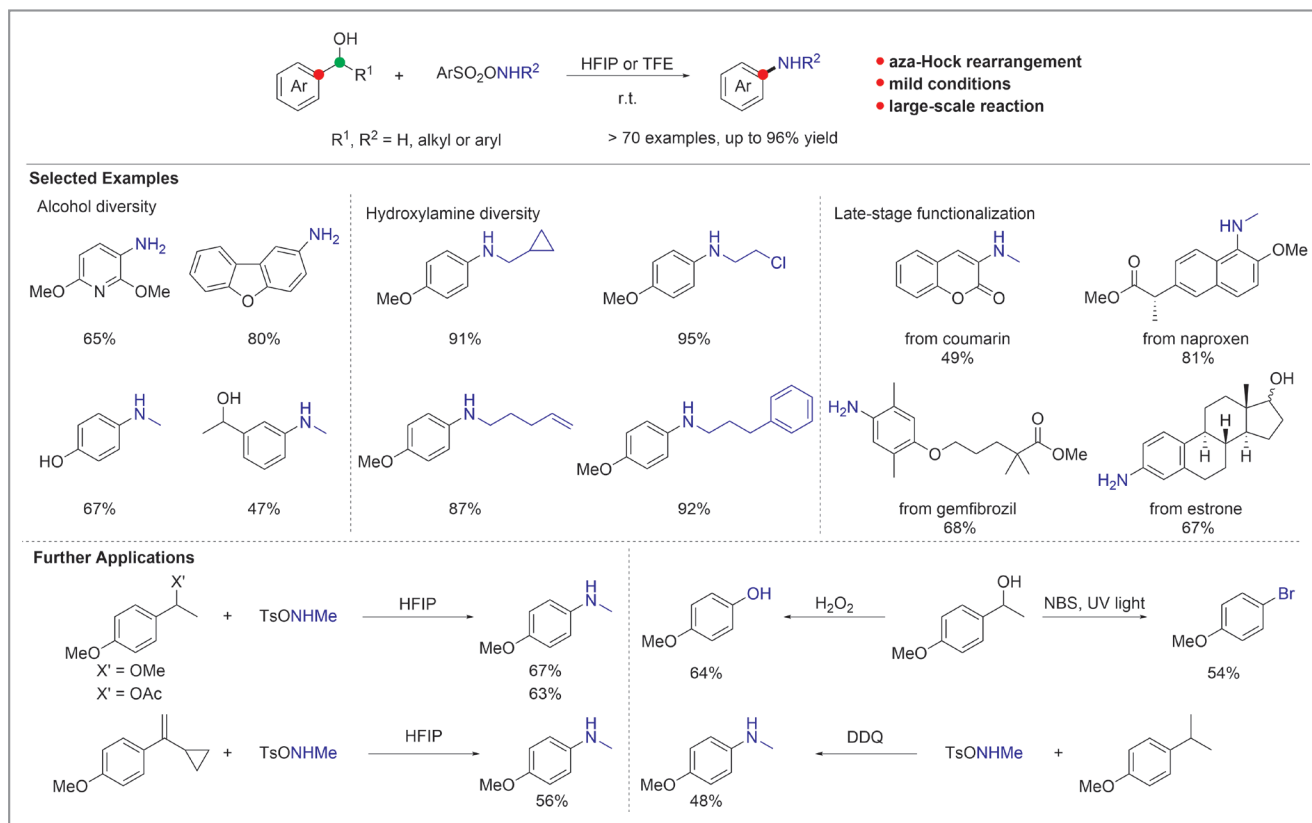 OH
R¹
Ar
+
ArSO₂ONHR²
HFIP or TFE
r.t.
NHR²
Ar
R¹, R² = H, alkyl or aryl
> 70 examples, up to 96% yield
aza-Hock rearrangement
mild conditions
large-scale reaction
Selected Examples
Alcohol diversity
NH₂
MeO
N
OMe
65%
NH₂
O
80%
HO
H
N
67%
OH
H
N
47%
Hydroxylamine diversity
H
N
MeO
91%
H
N
Cl
MeO
95%
H
N
MeO
87%
H
N
MeO
92%
Late-stage functionalization
H
N
O
O
from coumarin
49%
HN
OMe
O
MeO
from naproxen
81%
H₂N
O
O
OMe
from gemfibrozil
68%
OH
H
H
H
H₂N
from estrone
67%
Further Applications
X'
MeO
X' = OMe
X' = OAc
+
TsONHMe
HFIP
H
N
MeO
67%
63%
OH
MeO
64%
H₂O₂
OH
MeO
NBS, UV light
Br
MeO
54%
MeO
+
TsONHMe
HFIP
H
N
MeO
56%
H
N
MeO
48%
DDQ
TsONHMe
+
MeO